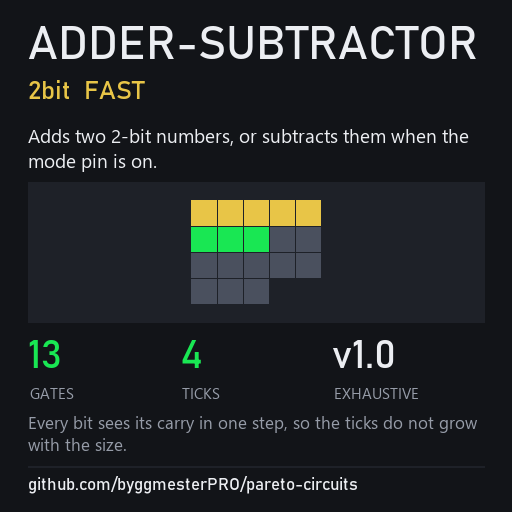 ADDER-SUBTRACTOR
2bit FAST
Adds two 2-bit numbers, or subtracts them when the
mode pin is on.
13 4 v1.0
GATES TICKS EXHAUSTIVE
Every bit sees its carry in one step, so the ticks do not grow
with the size.
github.com/byggmesterPRO/pareto-circuits